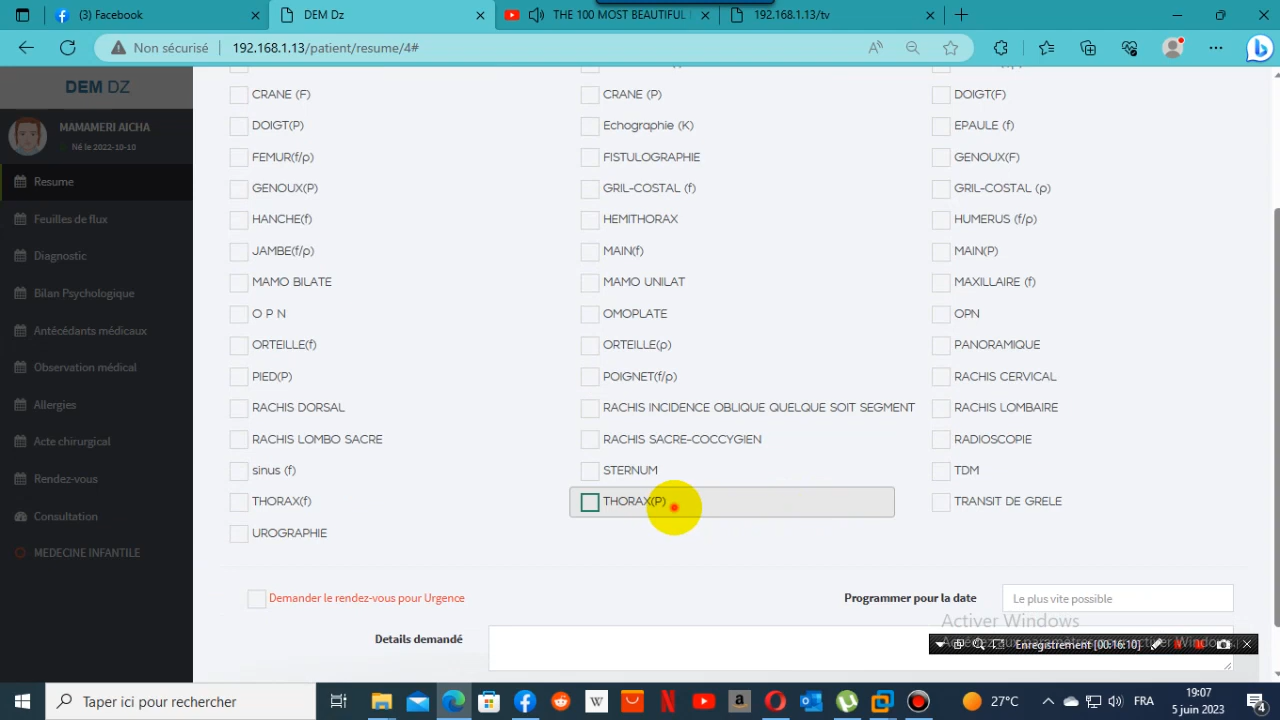 (3) Facebook
DEM Dz
THE 100 MOST BEAUTIFUL
192.168.1.13/tv
Non sécurisé
192.168.1.13/patient/resume/4#
DEM DZ
MAMAMERI AICHA
Né le 2022-10-10
Resume
Feuilles de flux
Diagnostic
Bilan Psychologique
Antécédants médicaux
Observation médical
Allergies
Acte chirurgical
Rendez-vous
Consultation
MEDECINE INFANTILE
CRANE (F) CRANE (P) DOIGT(F)
DOIGT(P) Echographie (K) EPAULE (f)
FEMUR(f/p) FISTULOGRAPHIE GENOUX(F)
GENOUX(P) GRIL-COSTAL (f) GRIL-COSTAL (p)
HANCHE(f) HEMITHORAX HUMERUS (f/p)
JAMBE(f/p) MAIN(f) MAIN(P)
MAMO BILATE MAMO UNILAT MAXILLAIRE (f)
O P N OMOPLATE OPN
ORTEILLE(f) ORTEILLE(p) PANORAMIQUE
PIED(P) POIGNET(f/p) RACHIS CERVICAL
RACHIS DORSAL RACHIS INCIDENCE OBLIQUE QUELQUE SOIT SEGMENT RACHIS LOMBAIRE
RACHIS LOMBO SACRE RACHIS SACRE-COCCYGIEN RADIOSCOPIE
sinus (f) STERNUM TDM
THORAX(f) THORAX(P) TRANSIT DE GRELE
UROGRAPHIE
Demander le rendez-vous pour Urgence Programmer pour la date Le plus vite possible
Activer Windows
Details demandé
Enregistrement [00:16:10]
Taper ici pour rechercher
27°C
FRA
19:07
5 juin 2023
4